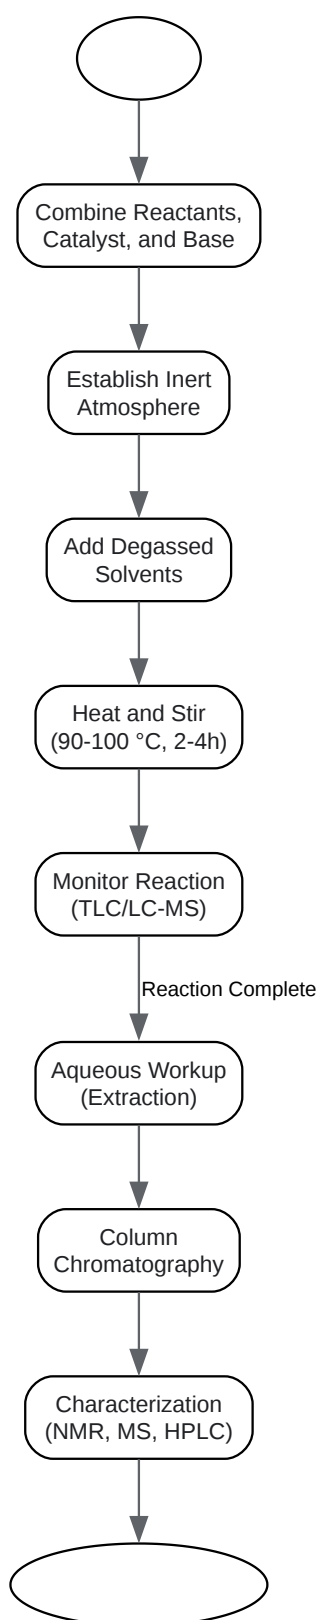 Combine Reactants,
Catalyst, and Base
Establish Inert
Atmosphere
Add Degassed
Solvents
Heat and Stir
(90-100 °C, 2-4h)
Monitor Reaction
(TLC/LC-MS)
Reaction Complete
Aqueous Workup
(Extraction)
Column
Chromatography
Characterization
(NMR, MS, HPLC)